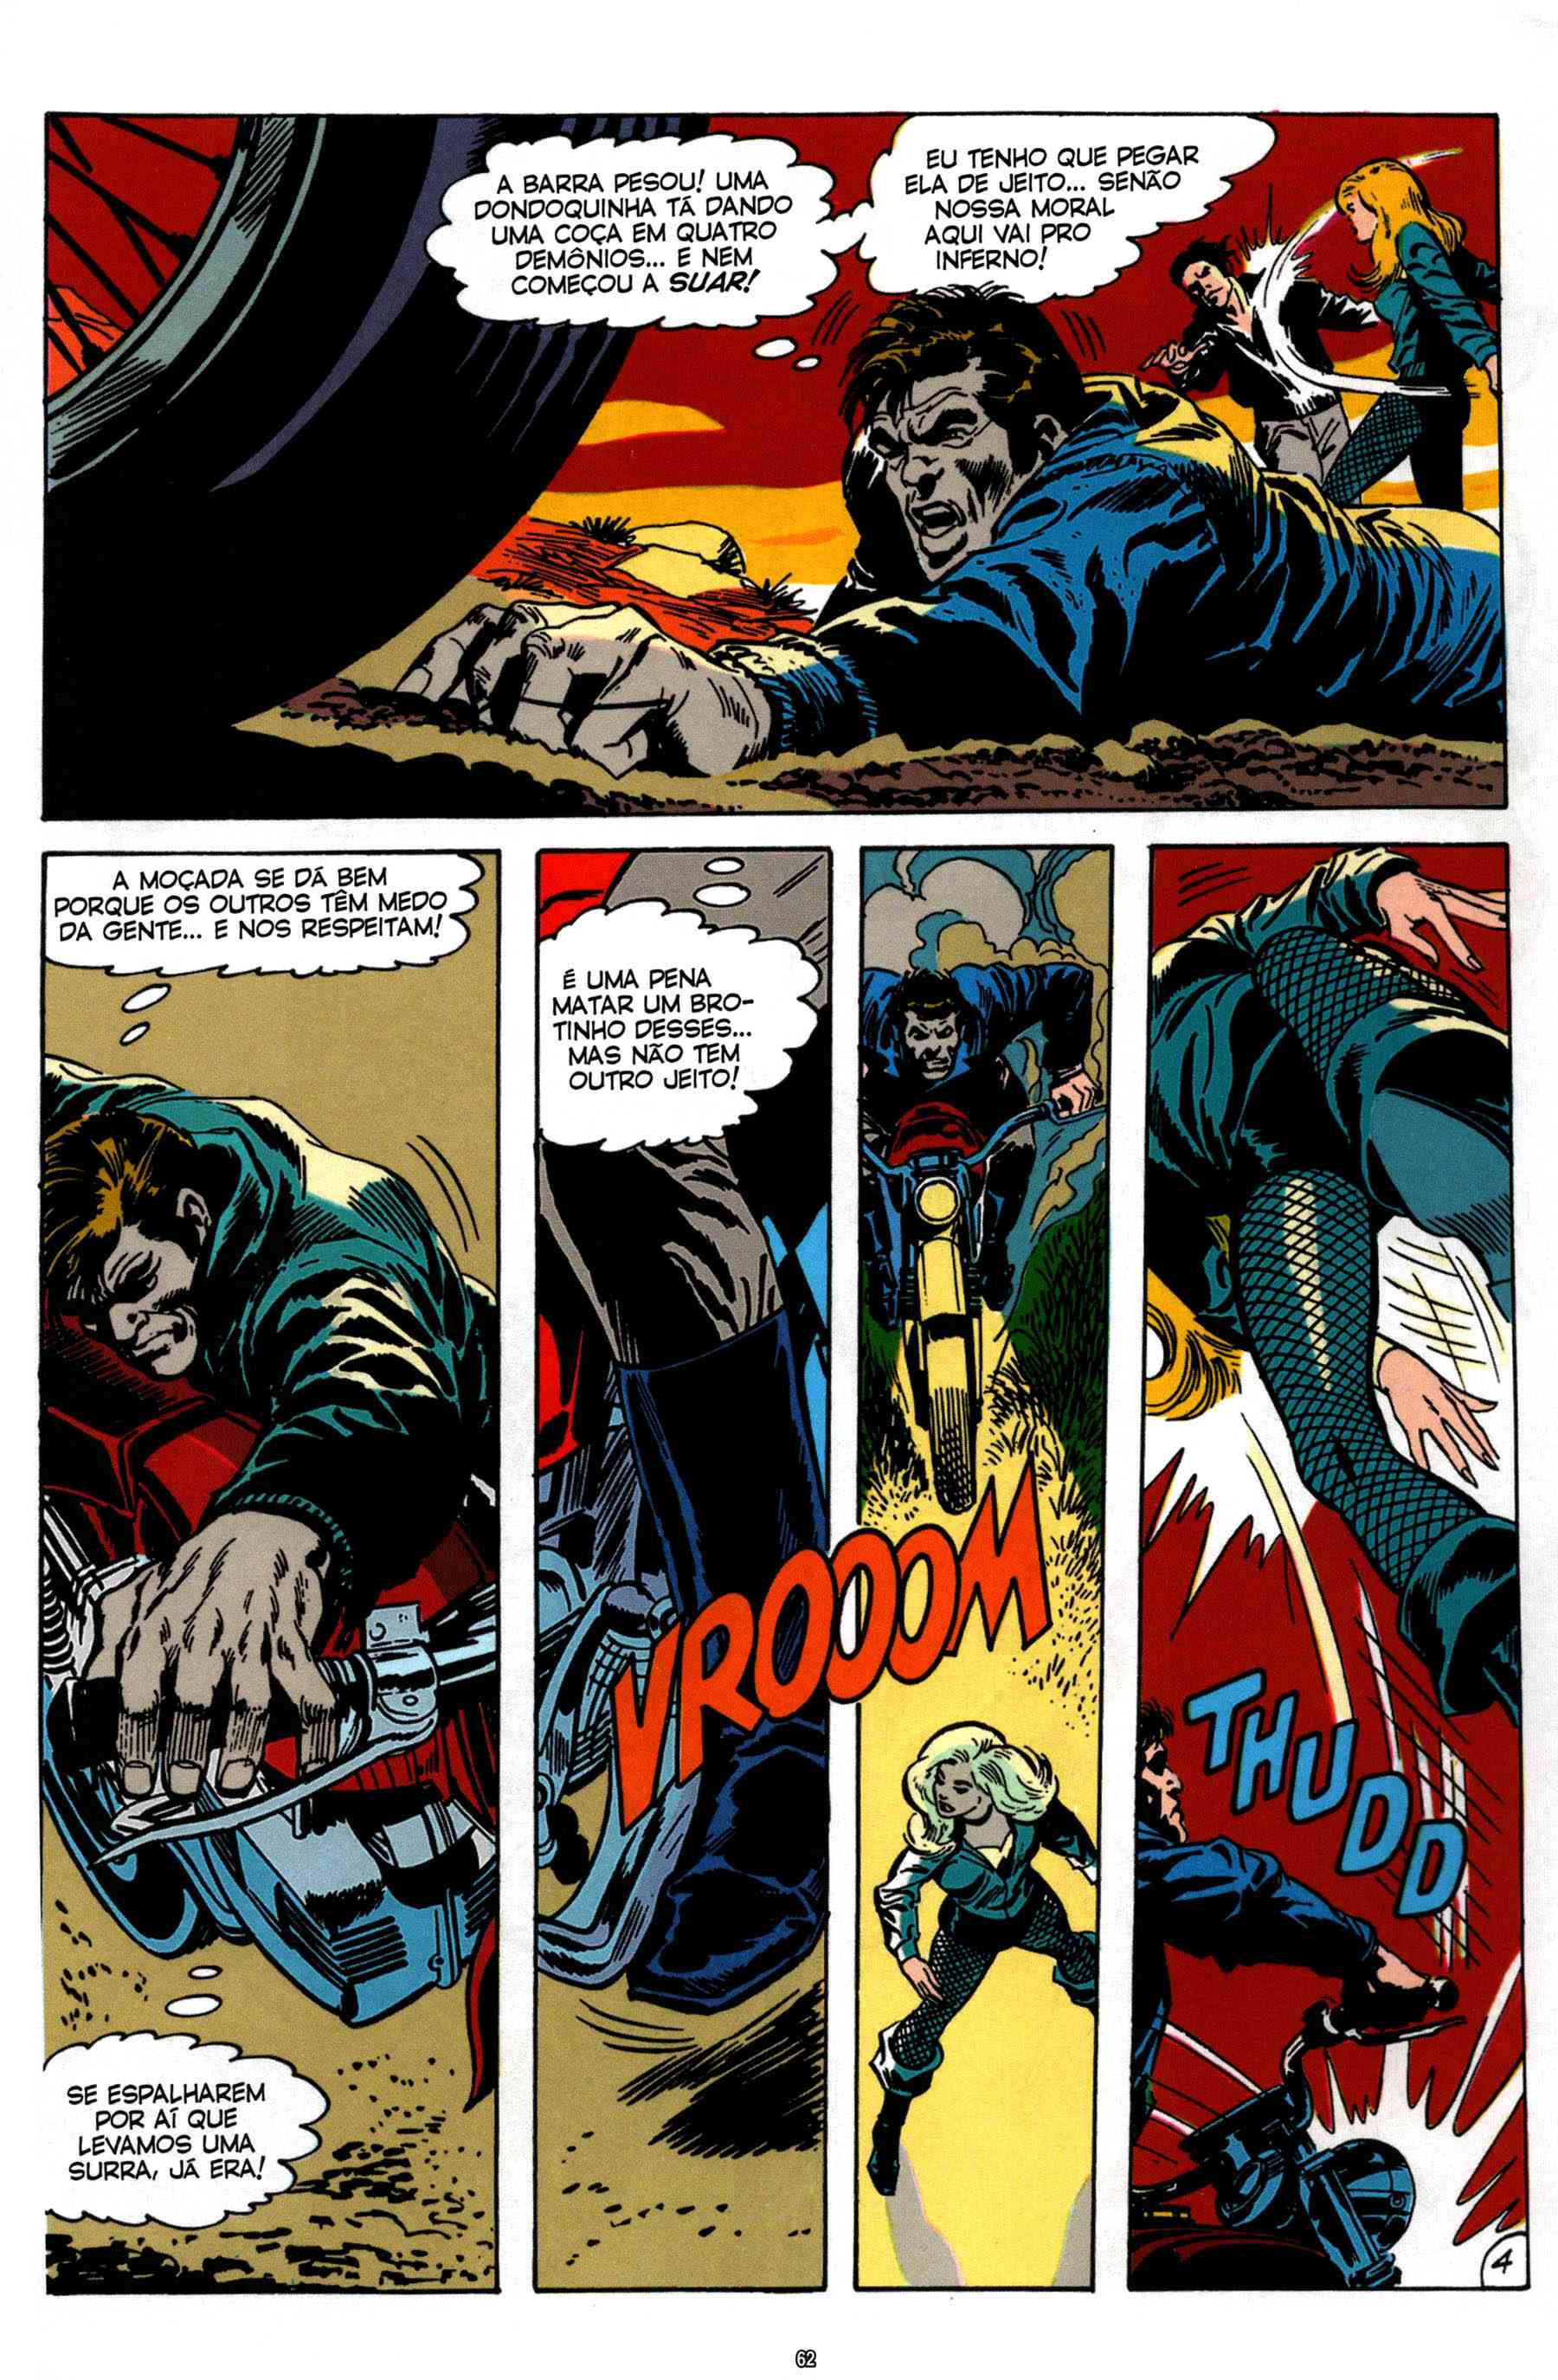 A BARRA PESOU! UMA
DONDOQUINHA TÁ DANDO
UMA COÇA EM QUATRO
DEMÔNIOS... E NEM
COMEÇOU A SUAR!
EU TENHO QUE PEGAR
ELA DE JEITO... SENÃO
NOSSA MORAL
AQUI VAI PRO
INFERNO!
A MOÇADA SE DÁ BEM
PORQUE OS OUTROS TÊM MEDO
DA GENTE... E NOS RESPEITAM!
SE ESPALHAREM
POR AÍ QUE
LEVAMOS UMA
SURRA, JÁ ERA!
É UMA PENA
MATAR UM BRO-
TINHO DESSES...
MAS NÃO TEM
OUTRO JEITO!
VROOOM
THUDD
4
62